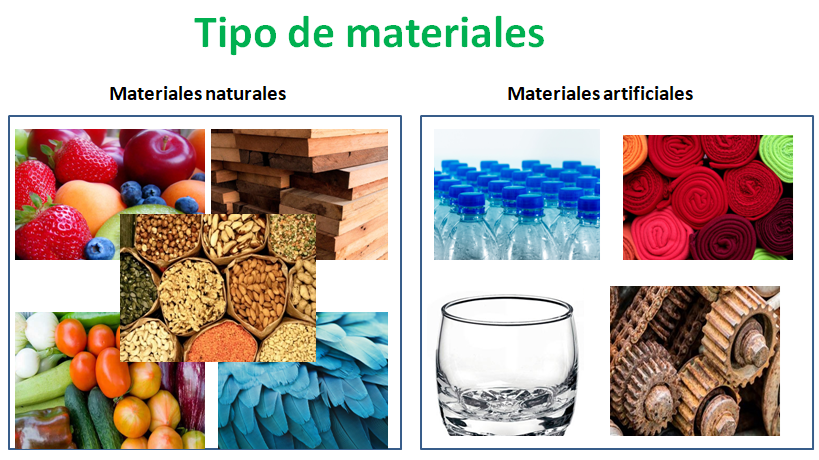 Tipo de materiales
Materiales naturales
Materiales artificiales